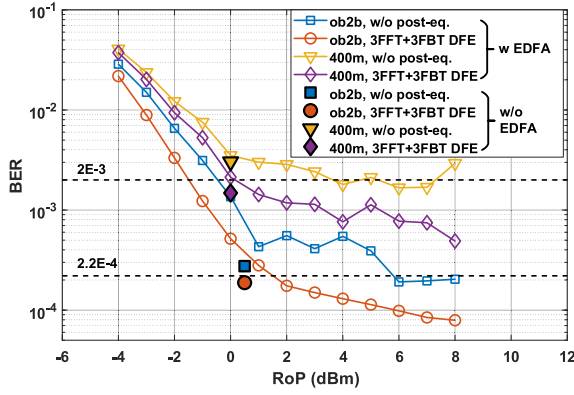 10^-1
10^-2
10^-3
10^-4
BER
2E-3
2.2E-4
ob2b, w/o post-eq.
ob2b, 3FFT+3FBT DFE
400m, w/o post-eq.
400m, 3FFT+3FBT DFE
w EDFA
ob2b, w/o post-eq.
ob2b, 3FFT+3FBT DFE
400m, w/o post-eq.
400m, 3FFT+3FBT DFE
w/o
EDFA
-6 -4 -2 0 2 4 6 8 10 12
RoP (dBm)